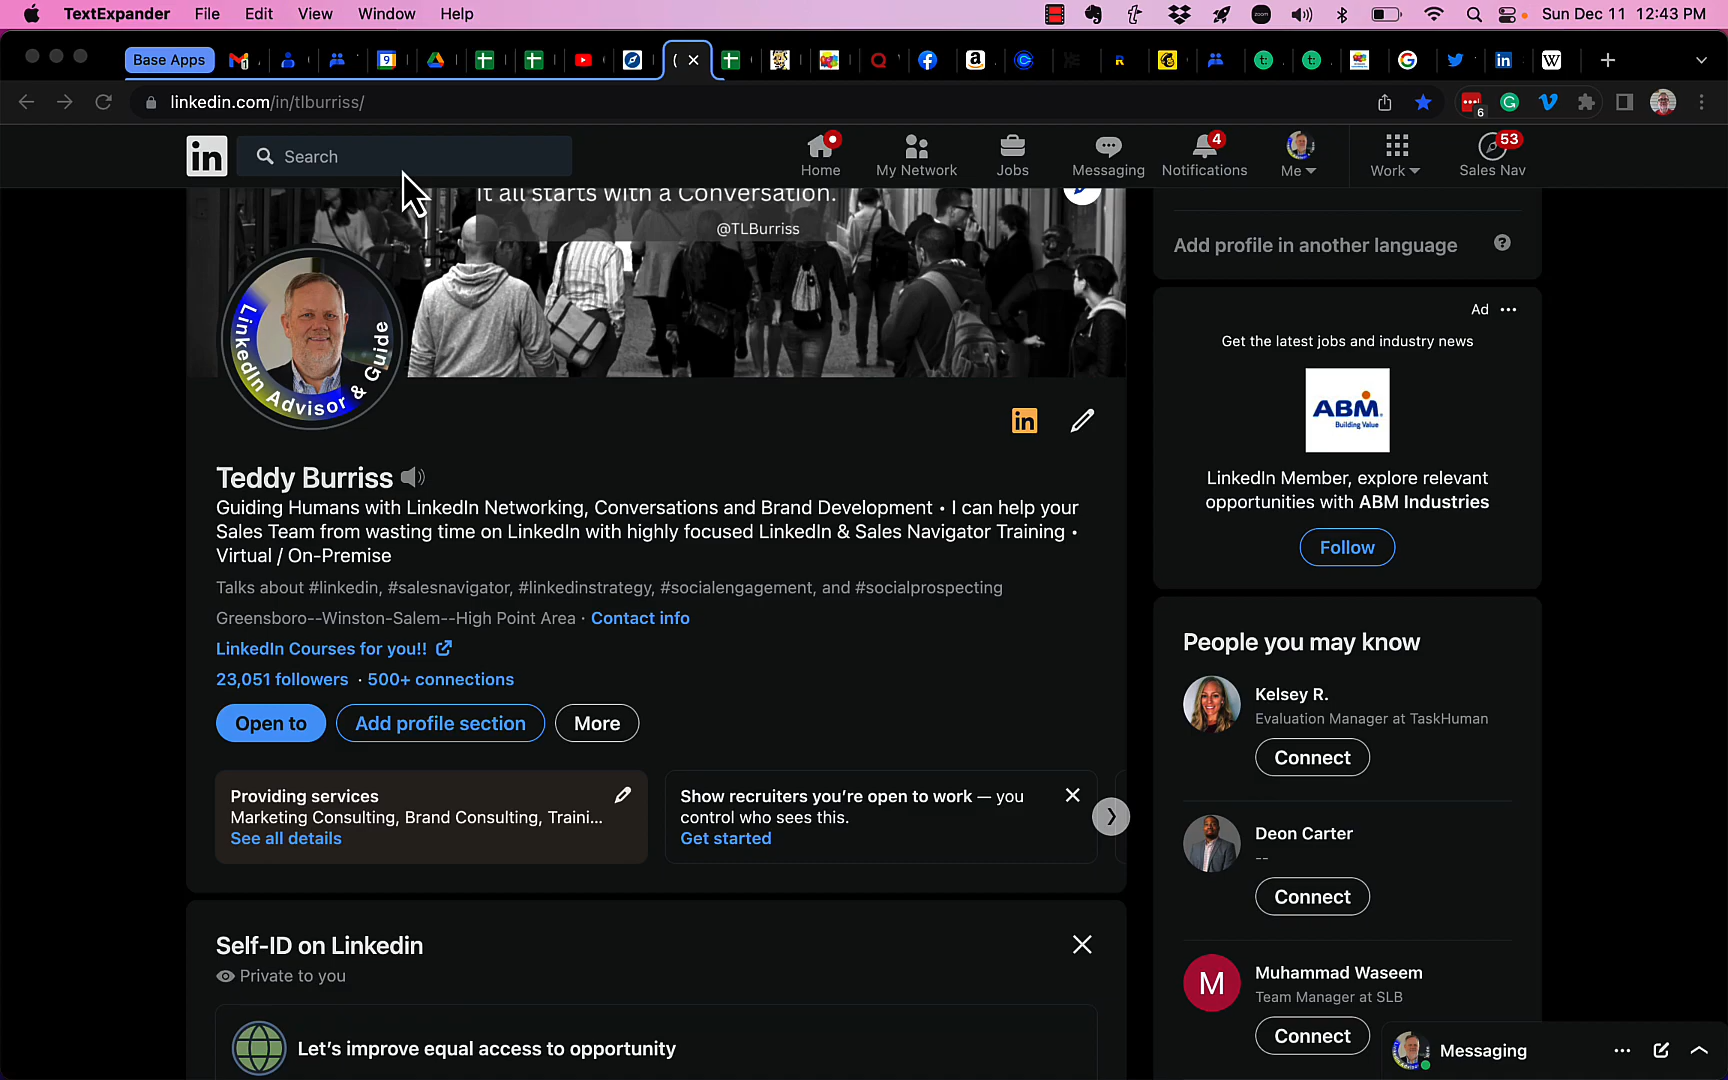 TextExpander File Edit View Window Help
zoom
Sun Dec 11 12:43 PM
Base Apps
linkedin.com/in/tlburriss/
6
in
Search
Home
My Network
Jobs
Messaging
4
Notifications
Me
Work
53
Sales Nav
It all starts with a Conversation.
@TLBurriss
LinkedIn Advisor & Guide
in
Teddy Burriss
Guiding Humans with LinkedIn Networking, Conversations and Brand Development • I can help your
Sales Team from wasting time on LinkedIn with highly focused LinkedIn & Sales Navigator Training •
Virtual / On-Premise
Talks about #linkedin, #salesnavigator, #linkedinstrategy, #socialengagement, and #socialprospecting
Greensboro--Winston-Salem--High Point Area · Contact info
LinkedIn Courses for you!!
23,051 followers · 500+ connections
Open to
Add profile section
More
Providing services
Marketing Consulting, Brand Consulting, Traini...
See all details
Show recruiters you're open to work — you
control who sees this.
Get started
Self-ID on Linkedin
Private to you
Let's improve equal access to opportunity
Add profile in another language
Ad
Get the latest jobs and industry news
ABM
Building Value
LinkedIn Member, explore relevant
opportunities with ABM Industries
Follow
People you may know
Kelsey R.
Evaluation Manager at TaskHuman
Connect
Deon Carter
--
Connect
M
Muhammad Waseem
Team Manager at SLB
Connect
Messaging